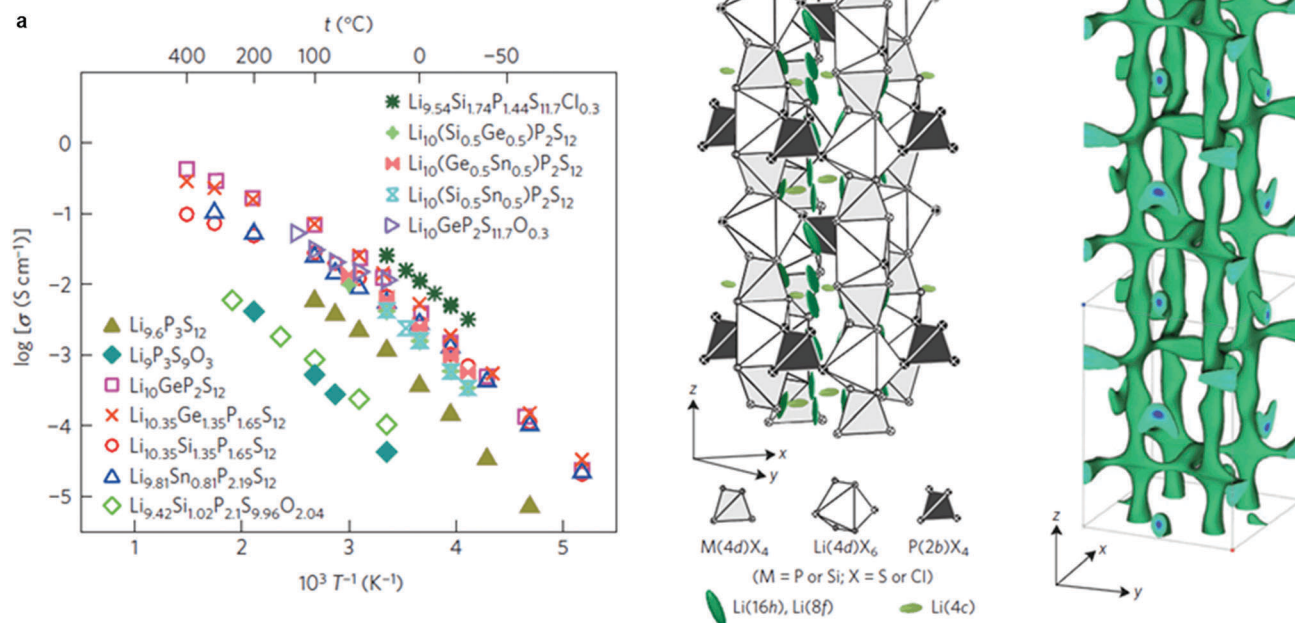 a
t (°C)
400 200 100 0 −50
log [σ (S cm⁻¹)]
0
−1
−2
−3
−4
−5
Li9.54Si1.74P1.44S11.7Cl0.3
Li10(Si0.5Ge0.5)P2S12
Li10(Ge0.5Sn0.5)P2S12
Li10(Si0.5Sn0.5)P2S12
Li10GeP2S11.7O0.3
Li9.6P3S12
Li9P3S9O3
Li10GeP2S12
Li10.35Ge1.35P1.65S12
Li10.35Si1.35P1.65S12
Li9.81Sn0.81P2.19S12
Li9.42Si1.02P2.1S9.96O2.04
1 2 3 4 5
10³ T⁻¹ (K⁻¹)
z
x
y
M(4d)X4 Li(4d)X6 P(2b)X4
(M = P or Si; X = S or Cl)
Li(16h), Li(8f) Li(4c)
z
x
y